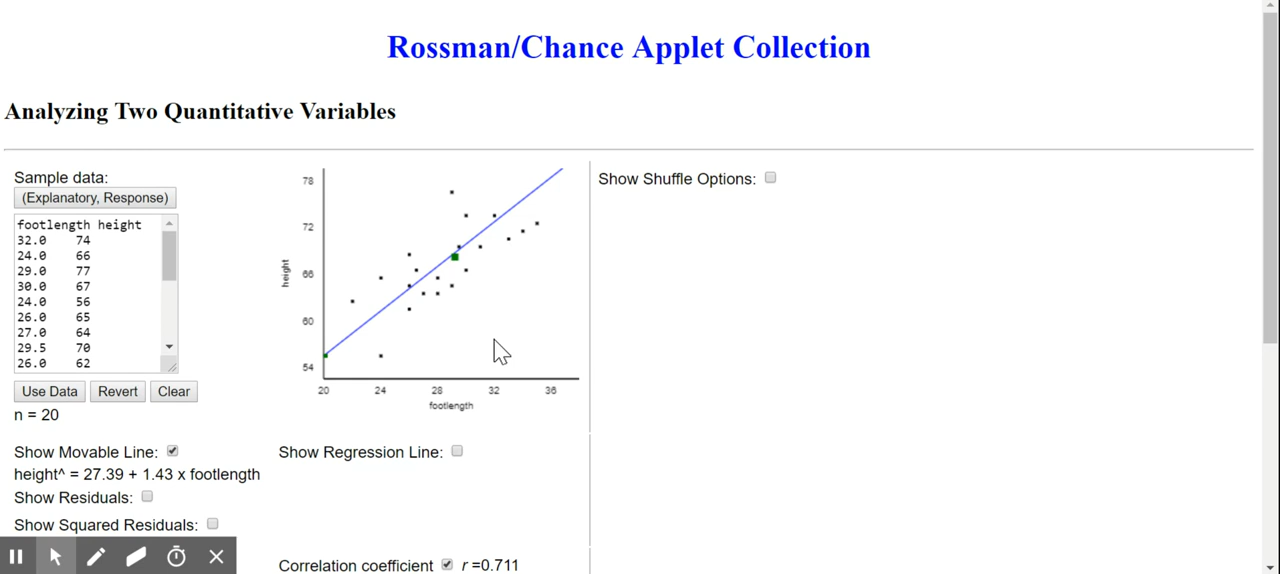 Rossman/Chance Applet Collection
Analyzing Two Quantitative Variables
Sample data:
(Explanatory, Response)
footlength height
32.0 74
24.0 66
29.0 77
30.0 67
24.0 56
26.0 65
27.0 64
29.5 70
26.0 62
Use Data Revert Clear
n = 20
78
72
66
60
54
height
20 24 28 32 36
footlength
Show Shuffle Options:
Show Movable Line:
height^ = 27.39 + 1.43 x footlength
Show Residuals:
Show Squared Residuals:
Show Regression Line:
Correlation coefficient r =0.711